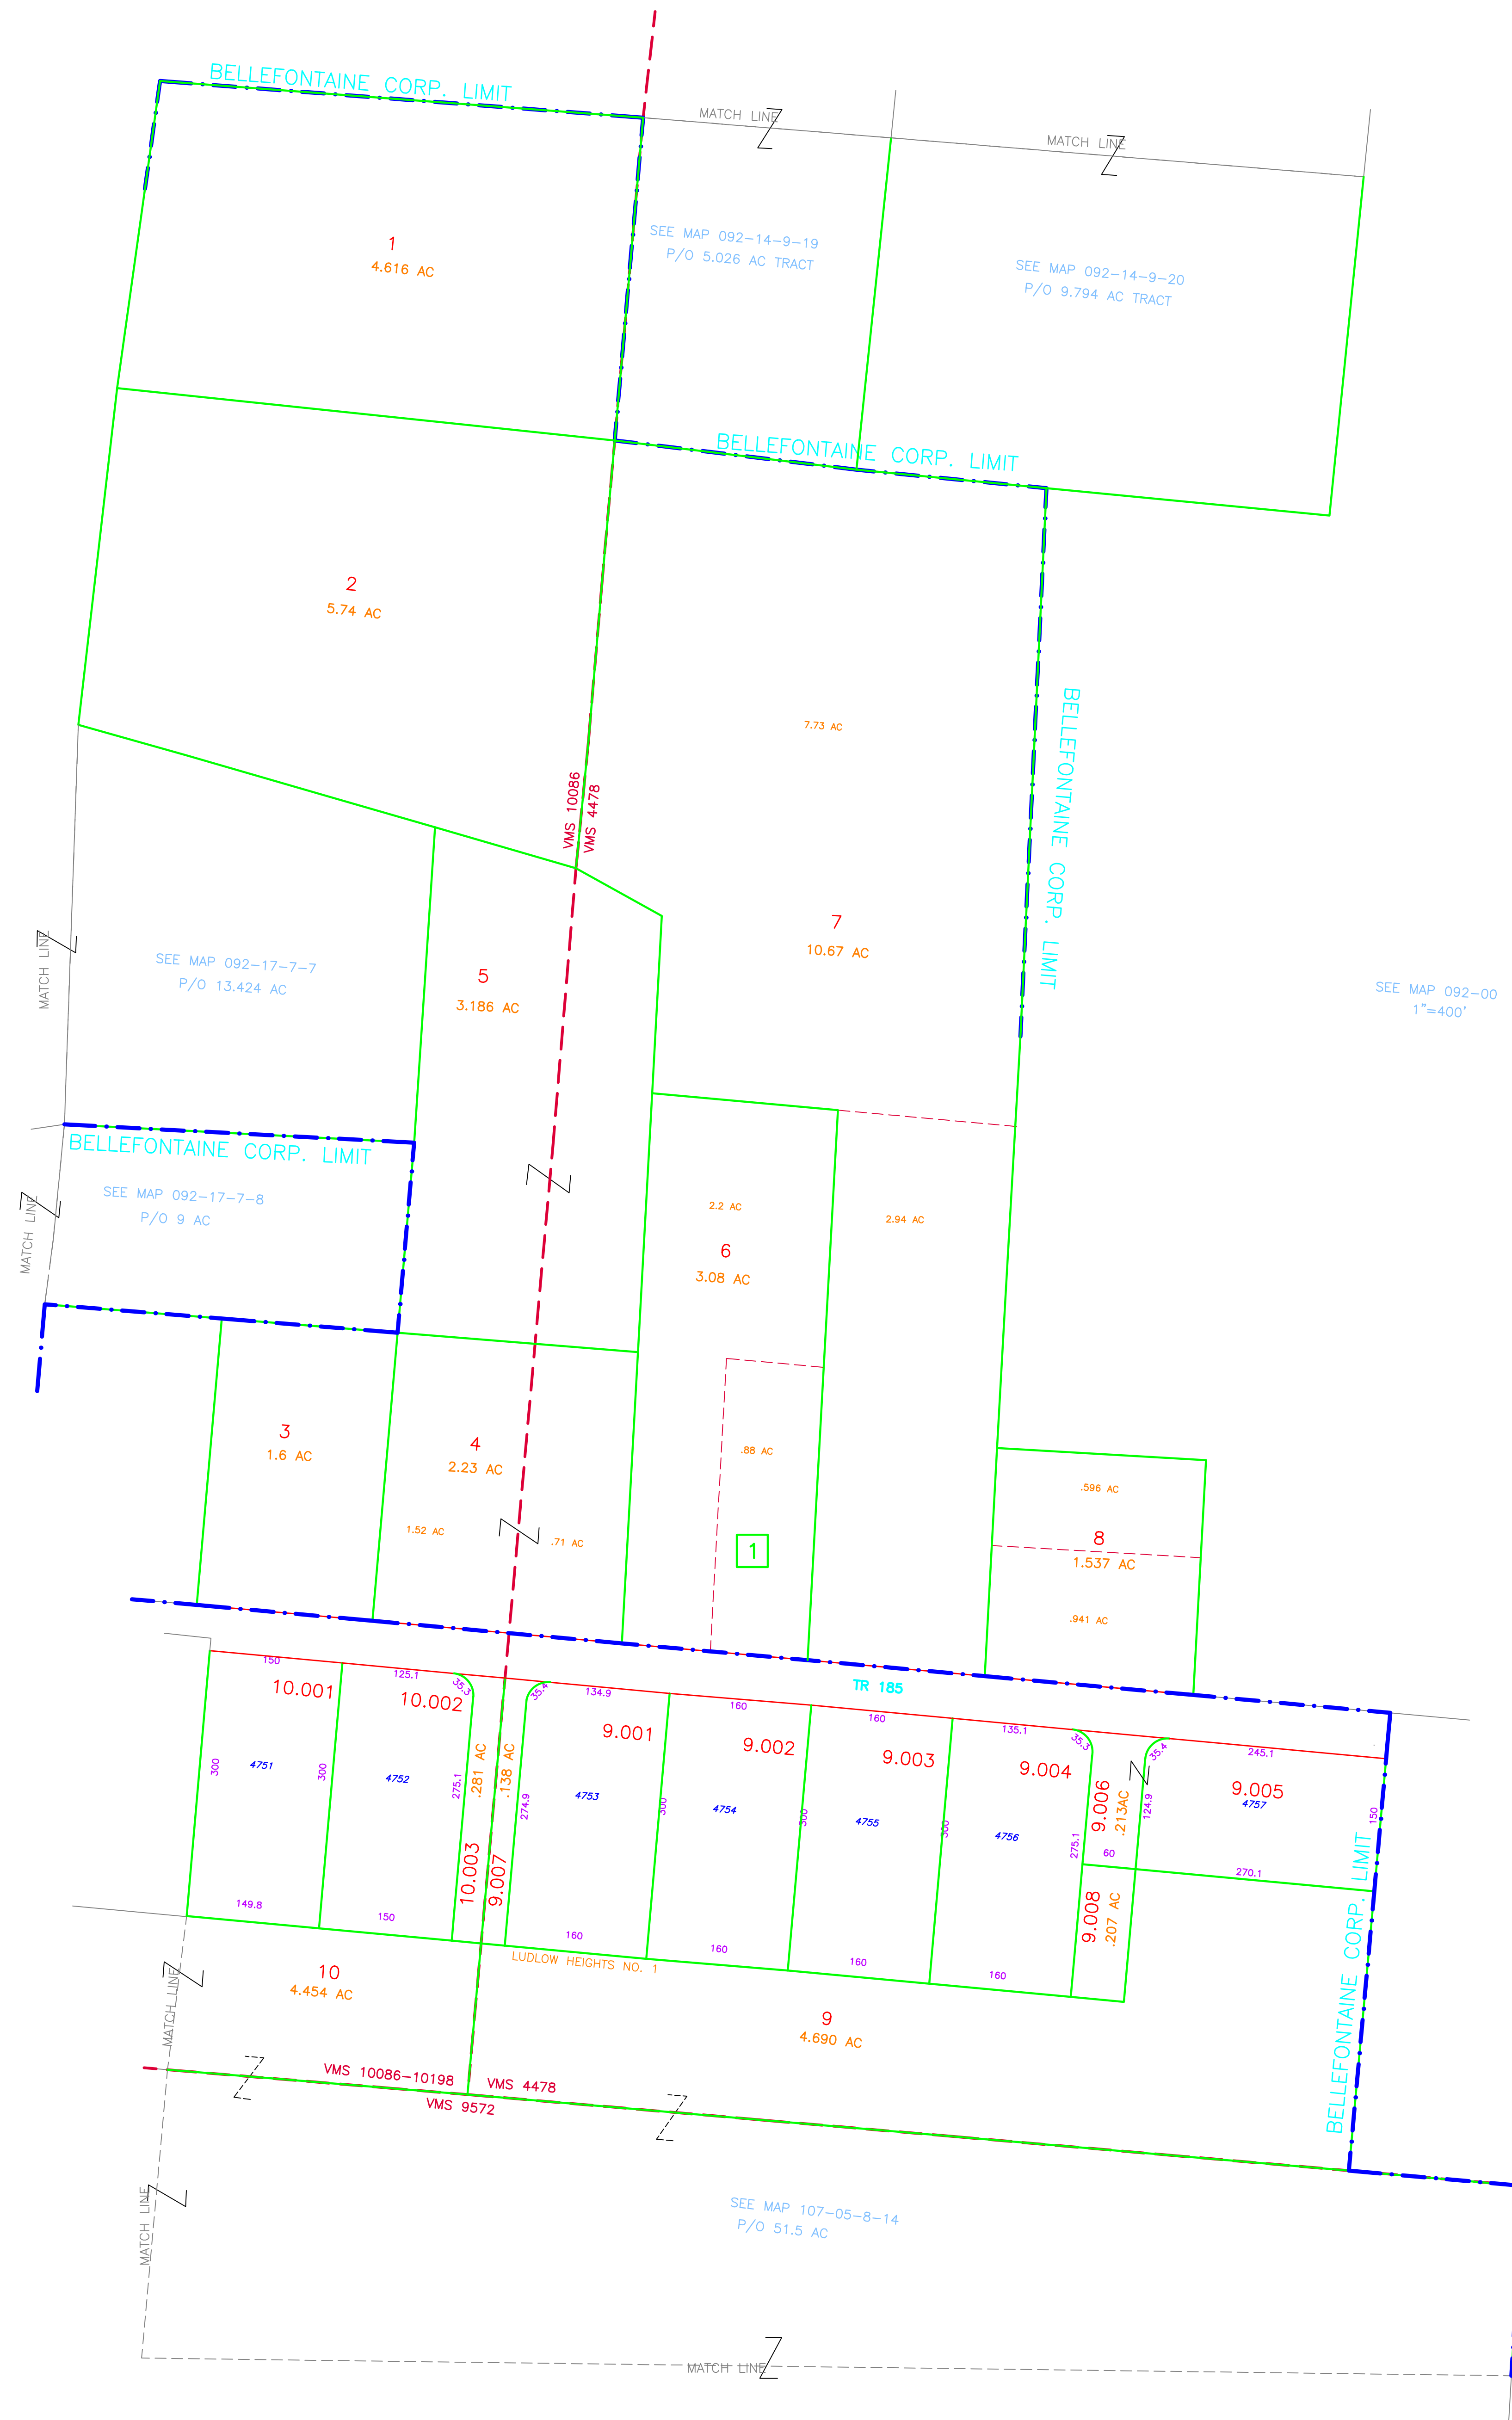 BELLEFONTAINE CORP. LIMIT
MATCH LINE
MATCH LINE
1
4.616 AC
SEE MAP 092-14-9-19
P/O 5.026 AC TRACT
SEE MAP 092-14-9-20
P/O 9.794 AC TRACT
BELLEFONTAINE CORP. LIMIT
2
5.74 AC
7.73 AC
VMS 10086
VMS 4478
BELLEFONTAINE CORP. LIMIT
7
10.67 AC
MATCH LINE
SEE MAP 092-17-7-7
P/O 13.424 AC
5
3.186 AC
SEE MAP 092-00
1"=400'
BELLEFONTAINE CORP. LIMIT
SEE MAP 092-17-7-8
P/O 9 AC
MATCH LINE
2.2 AC
2.94 AC
6
3.08 AC
3
1.6 AC
4
2.23 AC
.88 AC
1.52 AC
.71 AC
1
.596 AC
8
1.537 AC
.941 AC
TR 185
150
10.001
125.1
10.002
35.3
35.4
134.9
9.001
160
9.002
160
9.003
135.1
9.004
35.3
35.4
245.1
9.005
300
4751
300
4752
275.1
.281 AC
.138 AC
274.9
4753
300
4754
300
4755
300
4756
275.1
9.006
.213AC
124.9
4757
150
60
270.1
10.003
9.007
9.008
.207 AC
149.8
150
160
160
160
160
LUDLOW HEIGHTS NO. 1
BELLEFONTAINE CORP. LIMIT
10
4.454 AC
9
4.690 AC
MATCH LINE
VMS 10086-10198
VMS 4478
VMS 9572
MATCH LINE
SEE MAP 107-05-8-14
P/O 51.5 AC
MATCH LINE